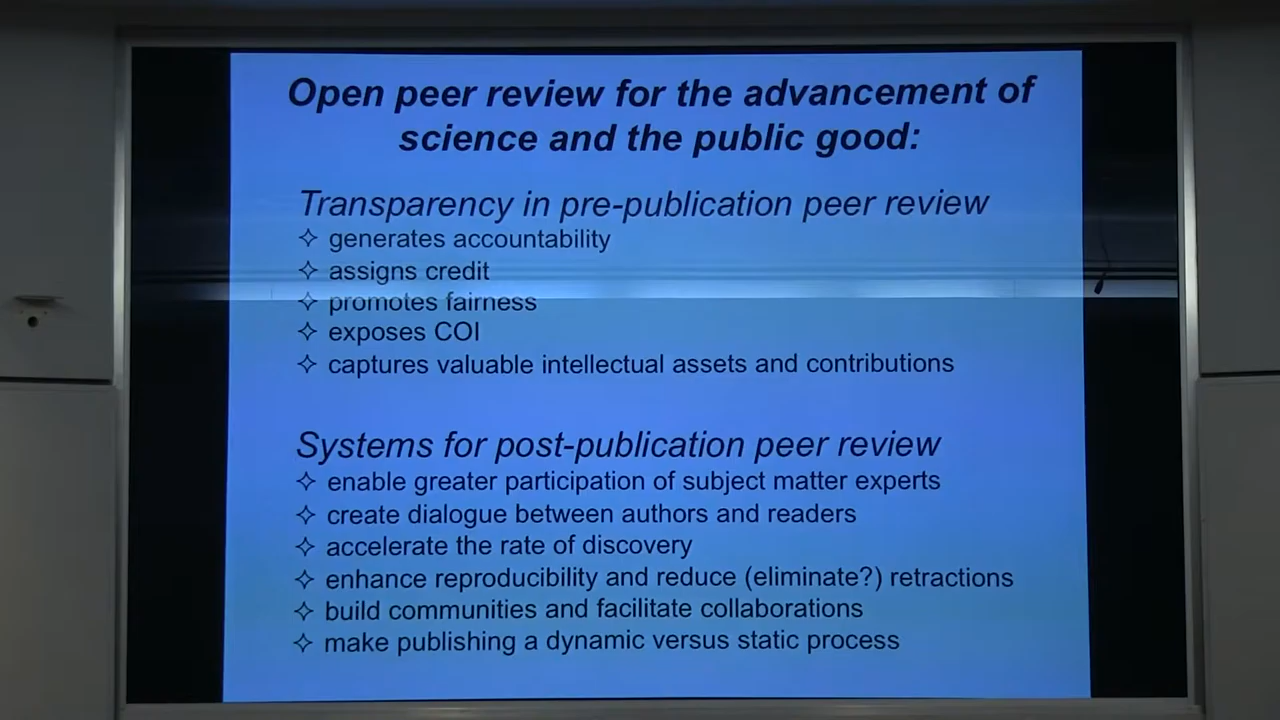 Open peer review for the advancement of
science and the public good:
Transparency in pre-publication peer review
✧ generates accountability
✧ assigns credit
✧ promotes fairness
✧ exposes COI
✧ captures valuable intellectual assets and contributions
Systems for post-publication peer review
✧ enable greater participation of subject matter experts
✧ create dialogue between authors and readers
✧ accelerate the rate of discovery
✧ enhance reproducibility and reduce (eliminate?) retractions
✧ build communities and facilitate collaborations
✧ make publishing a dynamic versus static process